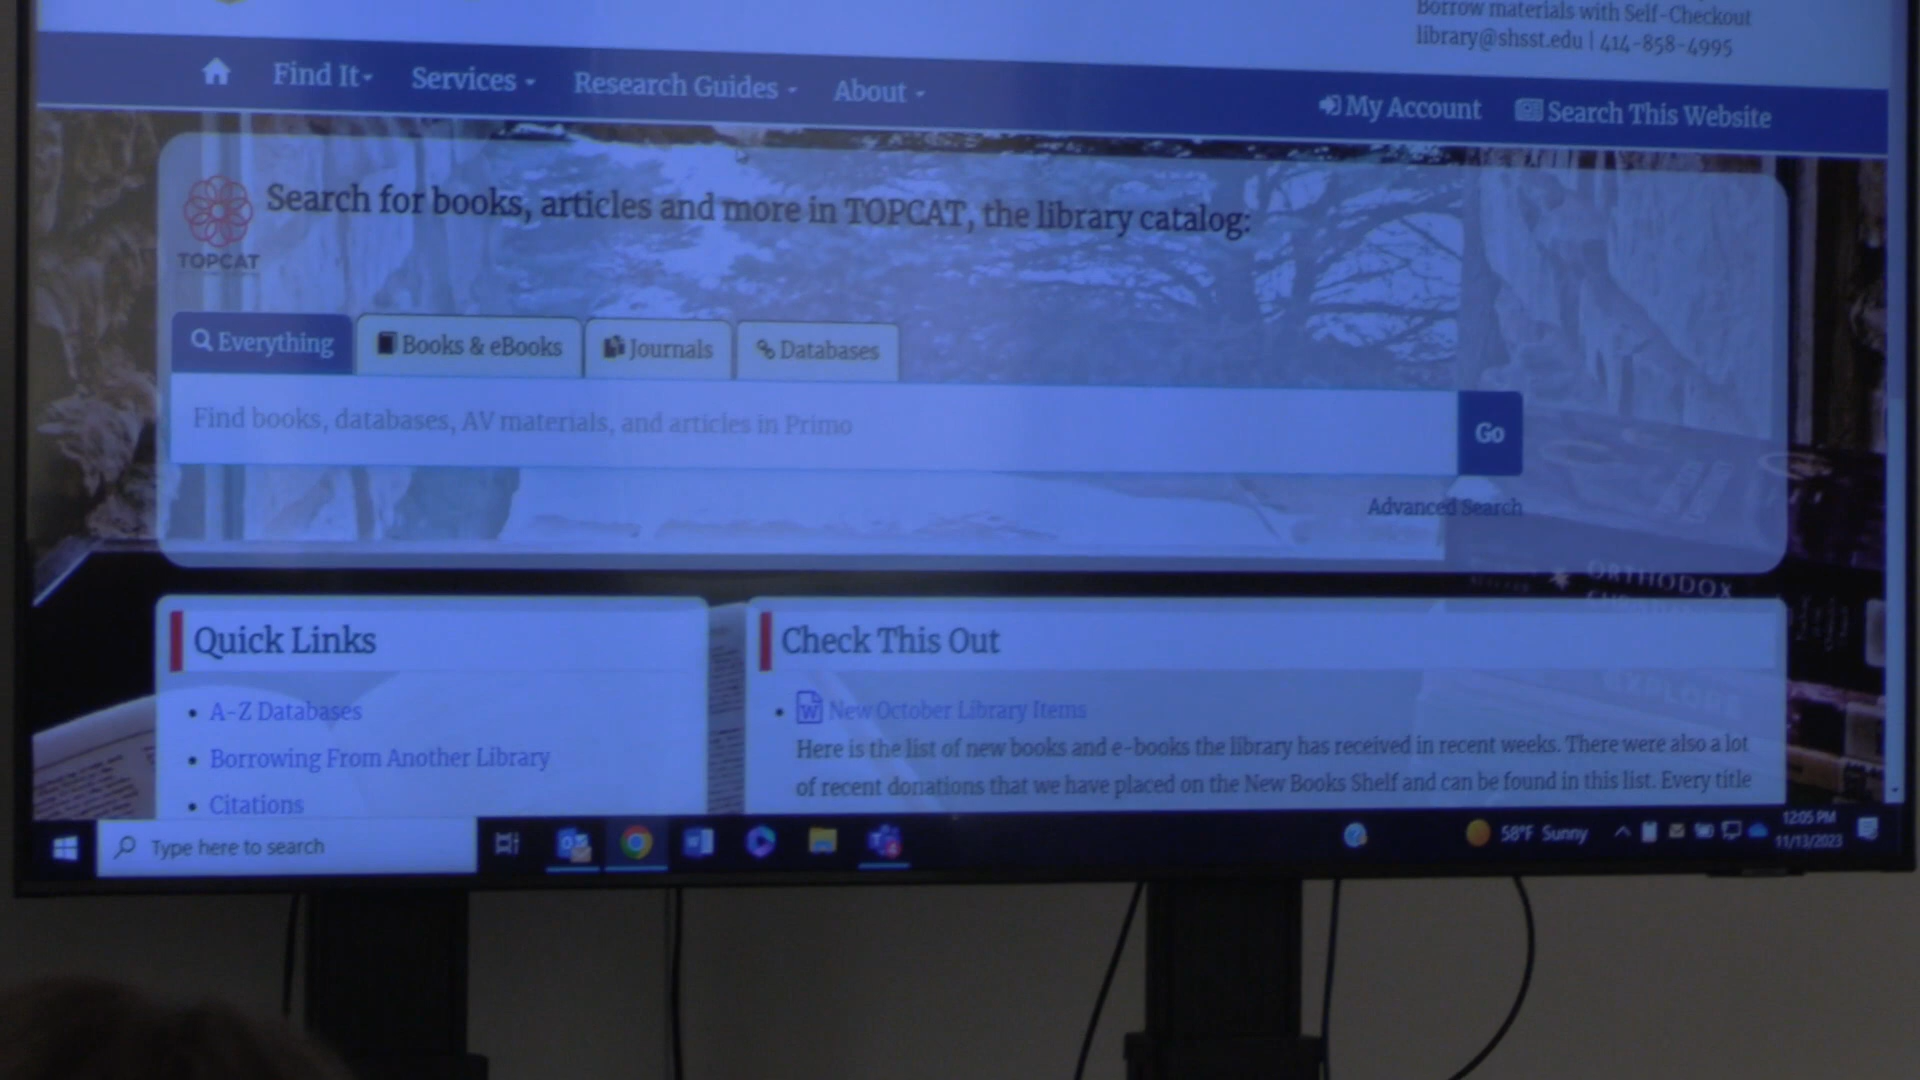 Borrow materials with Self-Checkout
library@shsst.edu | 414-858-4995
Find It
Services
Research Guides
About
My Account
Search This Website
TOPCAT
Search for books, articles and more in TOPCAT, the library catalog:
Everything
Books & eBooks
Journals
Databases
Find books, databases, AV materials, and articles in Primo
Go
Advanced Search
ORTHODOX
EXPLORE
Quick Links
A-Z Databases
Borrowing From Another Library
Citations
Check This Out
New October Library Items
Here is the list of new books and e-books the library has received in recent weeks. There were also a lot
of recent donations that we have placed on the New Books Shelf and can be found in this list. Every title
Type here to search
58°F Sunny
12:05 PM
11/13/2023